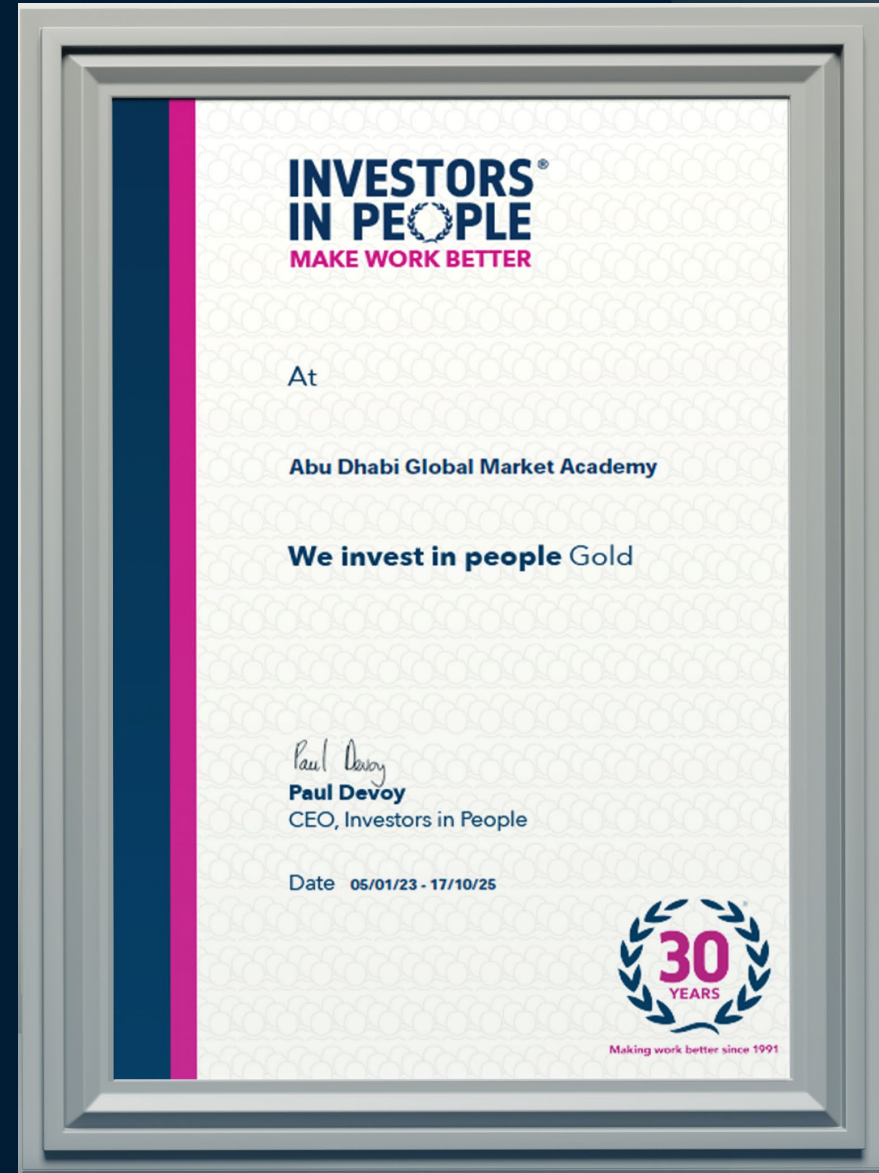 INVESTORS®
IN PEOPLE
MAKE WORK BETTER
At
Abu Dhabi Global Market Academy
We invest in people Gold
Paul Devoy
Paul Devoy
CEO, Investors in People
Date 05/01/23 - 17/10/25
30
YEARS
Making work better since 1991